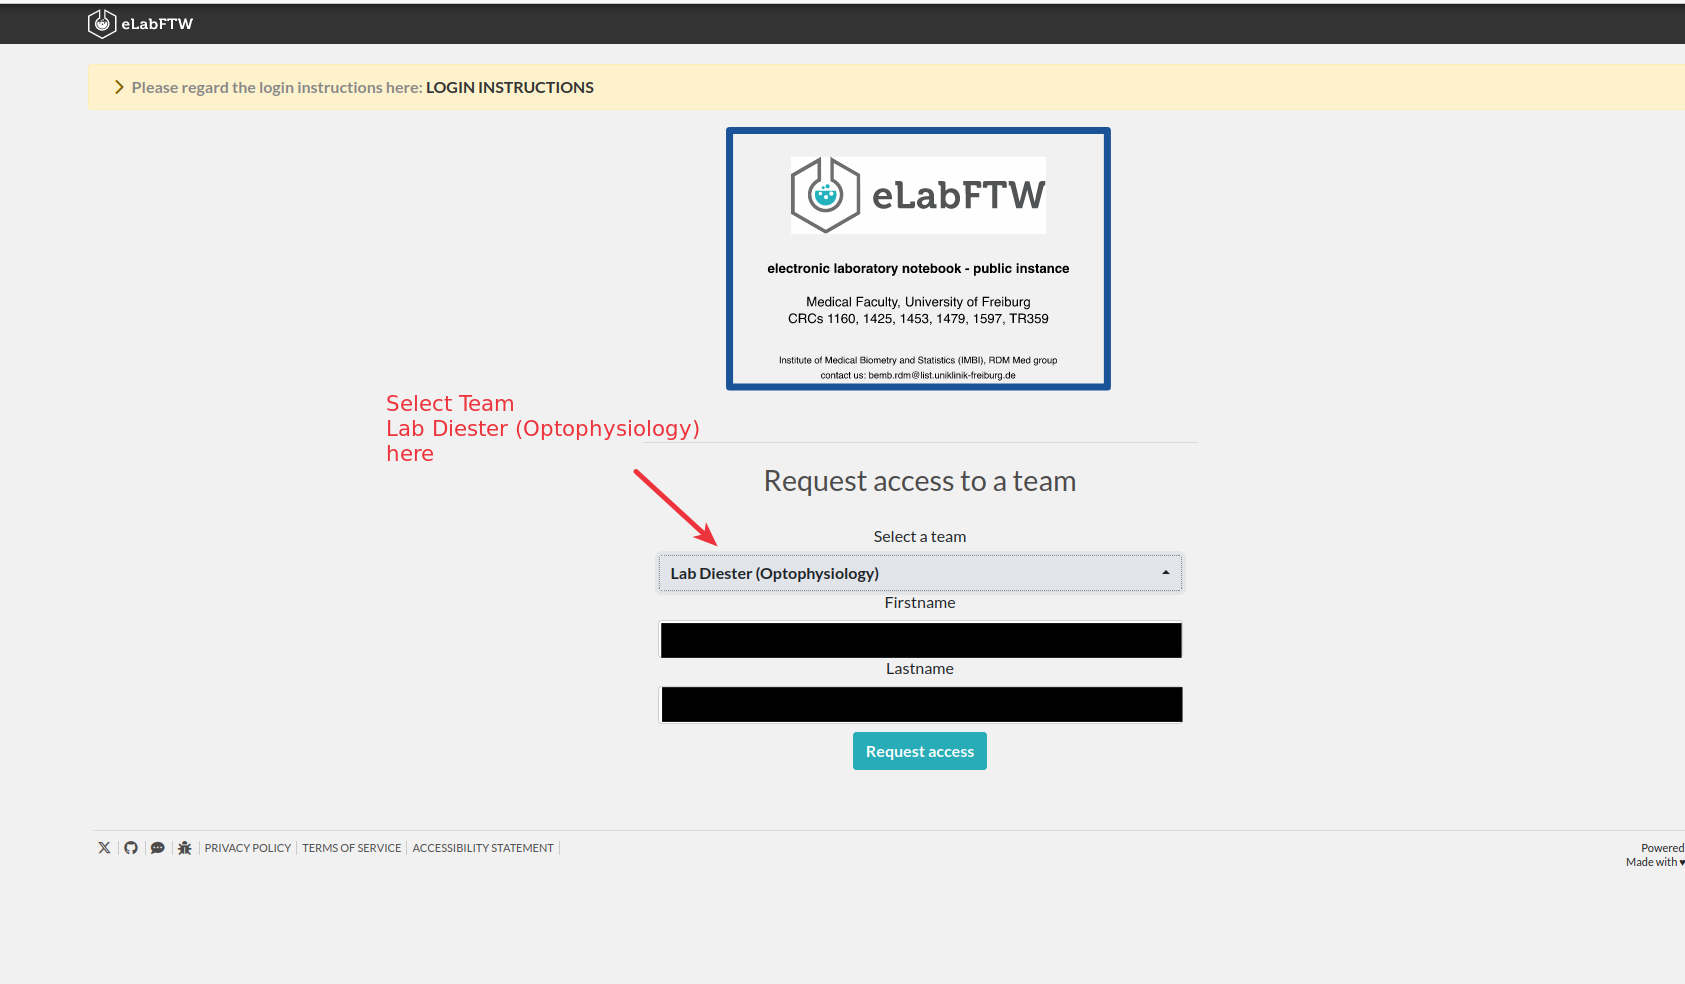 eLabFTW
Please regard the login instructions here: LOGIN INSTRUCTIONS
eLabFTW
electronic laboratory notebook - public instance
Medical Faculty, University of Freiburg
CRCs 1160, 1425, 1453, 1479, 1597, TR359
Institute of Medical Biometry and Statistics (IMBI), RDM Med group
contact us: bemb.rdm@list.uniklinik-freiburg.de
Select Team
Lab Diester (Optophysiology)
here
Request access to a team
Select a team
Lab Diester (Optophysiology)
Firstname
Lastname
Request access
PRIVACY POLICY TERMS OF SERVICE ACCESSIBILITY STATEMENT
Powered
Made with ♥